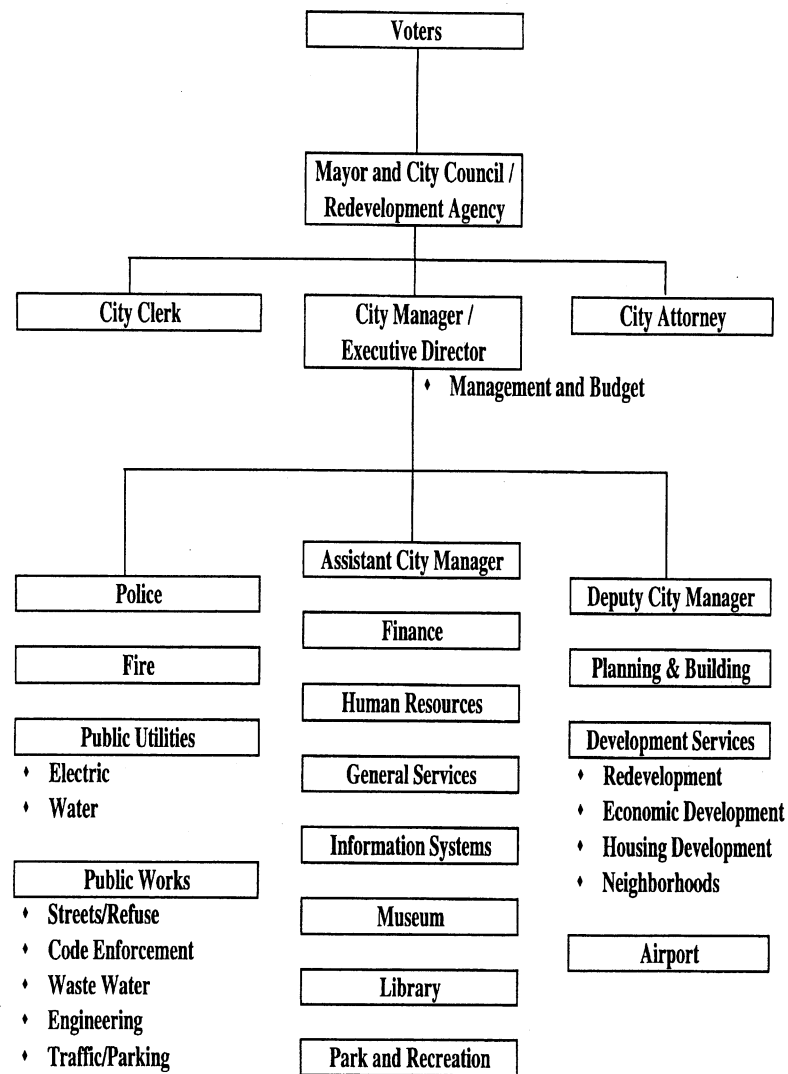 Voters
Mayor and City Council /
Redevelopment Agency
City Clerk
City Manager /
Executive Director
City Attorney
♦ Management and Budget
Police
Fire
Public Utilities
♦ Electric
♦ Water
Public Works
♦ Streets/Refuse
♦ Code Enforcement
♦ Waste Water
♦ Engineering
♦ Traffic/Parking
Assistant City Manager
Finance
Human Resources
General Services
Information Systems
Museum
Library
Park and Recreation
Deputy City Manager
Planning & Building
Development Services
♦ Redevelopment
♦ Economic Development
♦ Housing Development
♦ Neighborhoods
Airport